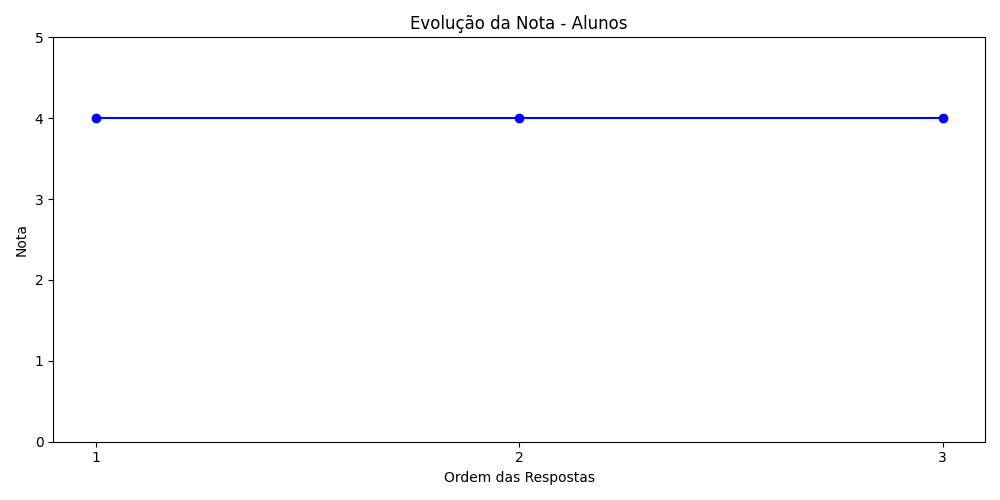 Evolução da Nota - Alunos
5
4
3
2
1
0
Nota
1 2 3
Ordem das Respostas